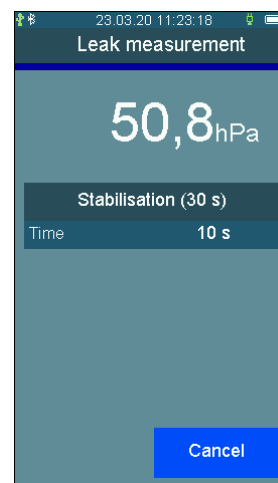 23.03.20 11:23:18
Leak measurement
50,8hPa
Stabilisation (30 s)
Time 10 s
Cancel